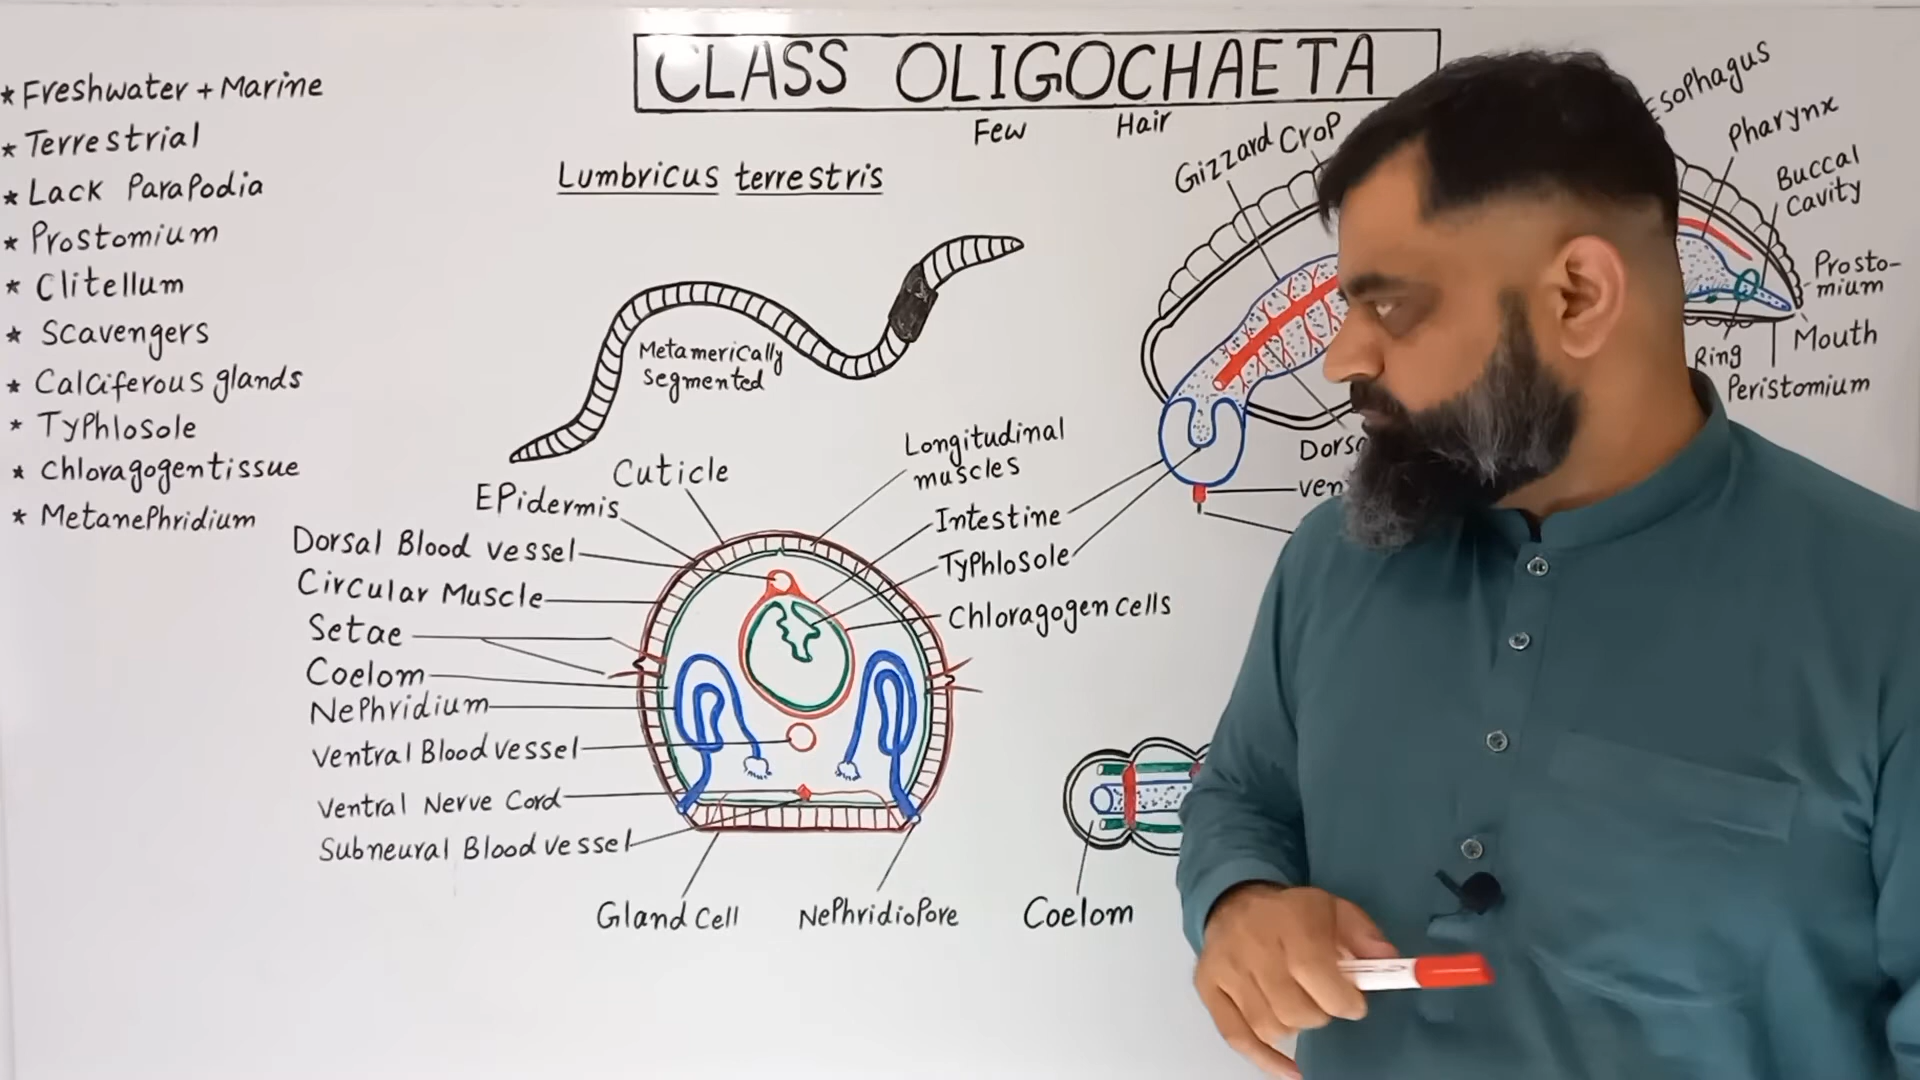 CLASS OLIGOCHAETA
Few Hair
* Freshwater + Marine
* Terrestrial
* Lack Parapodia
* Prostomium
* Clitellum
* Scavengers
* Calciferous glands
* Typhlosole
* Chloragogen tissue
* Metanephridium
Lumbricus terrestris
Metamerically
segmented
Cuticle
Epidermis
Dorsal Blood vessel
Circular Muscle
Setae
Coelom
Nephridium
Ventral Blood vessel
Ventral Nerve Cord
Subneural Blood vessel
Gland Cell
Nephridiopore
Longitudinal
muscles
Intestine
Typhlosole
Chloragogen cells
Gizzard
Crop
Esophagus
Pharynx
Buccal
Cavity
Prosto-
mium
Mouth
Ring
Peristomium
Coelom